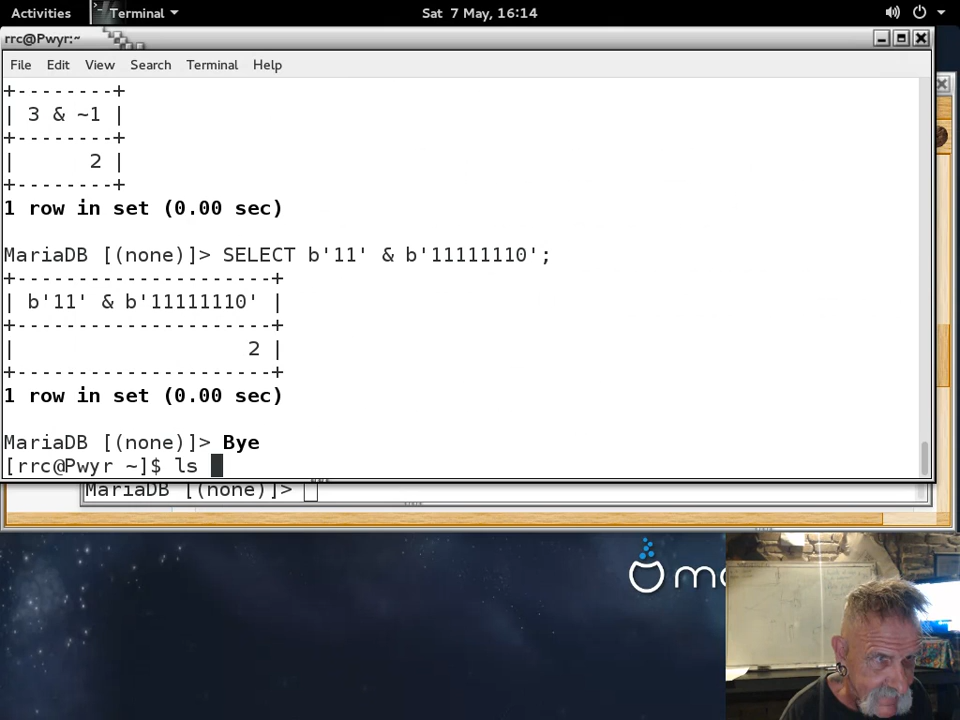 Activities Terminal Sat 7 May, 16:14
rrc@Pwyr:~
File Edit View Search Terminal Help
+--------+
| 3 & ~1 |
+--------+
|      2 |
+--------+
1 row in set (0.00 sec)
MariaDB [(none)]> SELECT b'11' & b'11111110';
+---------------------+
| b'11' & b'11111110' |
+---------------------+
|                   2 |
+---------------------+
1 row in set (0.00 sec)
MariaDB [(none)]> Bye
[rrc@Pwyr ~]$ ls
MariaDB [(none)]>